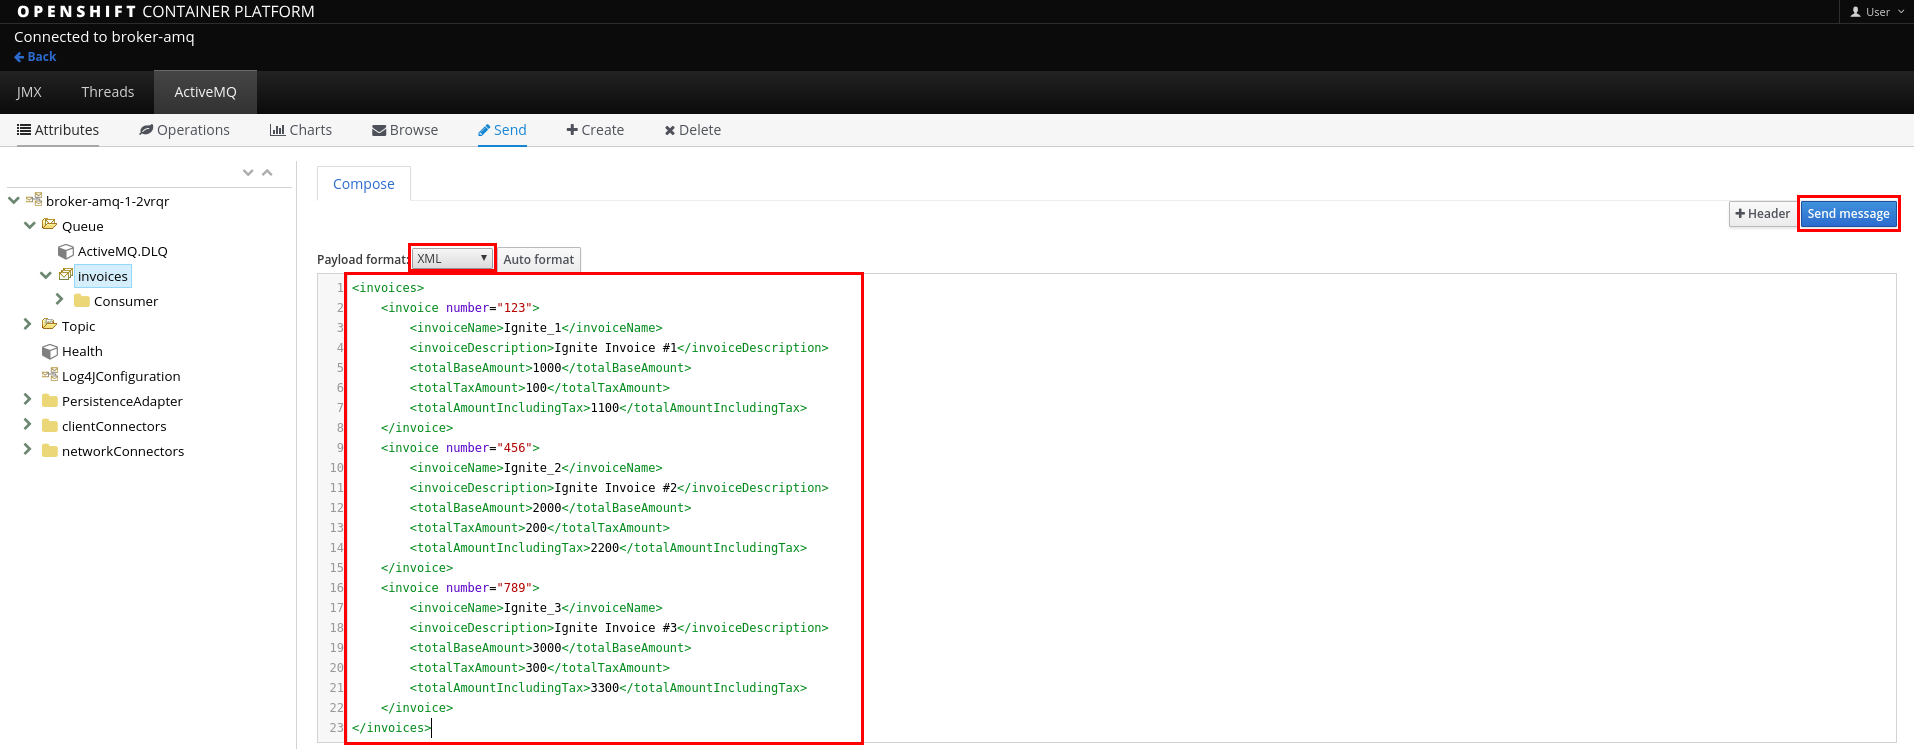 OPENSHIFT CONTAINER PLATFORM
User
Connected to broker-amq
Back
JMX Threads ActiveMQ
Attributes Operations Charts Browse Send Create Delete
broker-amq-1-2vrqr
Queue
ActiveMQ.DLQ
invoices
Consumer
Topic
Health
Log4JConfiguration
PersistenceAdapter
clientConnectors
networkConnectors
Compose
+ Header Send message
Payload format: XML Auto format
1 <invoices>
2     <invoice number="123">
3         <invoiceName>Ignite_1</invoiceName>
4         <invoiceDescription>Ignite Invoice #1</invoiceDescription>
5         <totalBaseAmount>1000</totalBaseAmount>
6         <totalTaxAmount>100</totalTaxAmount>
7         <totalAmountIncludingTax>1100</totalAmountIncludingTax>
8     </invoice>
9     <invoice number="456">
10         <invoiceName>Ignite_2</invoiceName>
11         <invoiceDescription>Ignite Invoice #2</invoiceDescription>
12         <totalBaseAmount>2000</totalBaseAmount>
13         <totalTaxAmount>200</totalTaxAmount>
14         <totalAmountIncludingTax>2200</totalAmountIncludingTax>
15     </invoice>
16     <invoice number="789">
17         <invoiceName>Ignite_3</invoiceName>
18         <invoiceDescription>Ignite Invoice #3</invoiceDescription>
19         <totalBaseAmount>3000</totalBaseAmount>
20         <totalTaxAmount>300</totalTaxAmount>
21         <totalAmountIncludingTax>3300</totalAmountIncludingTax>
22     </invoice>
23 </invoices>